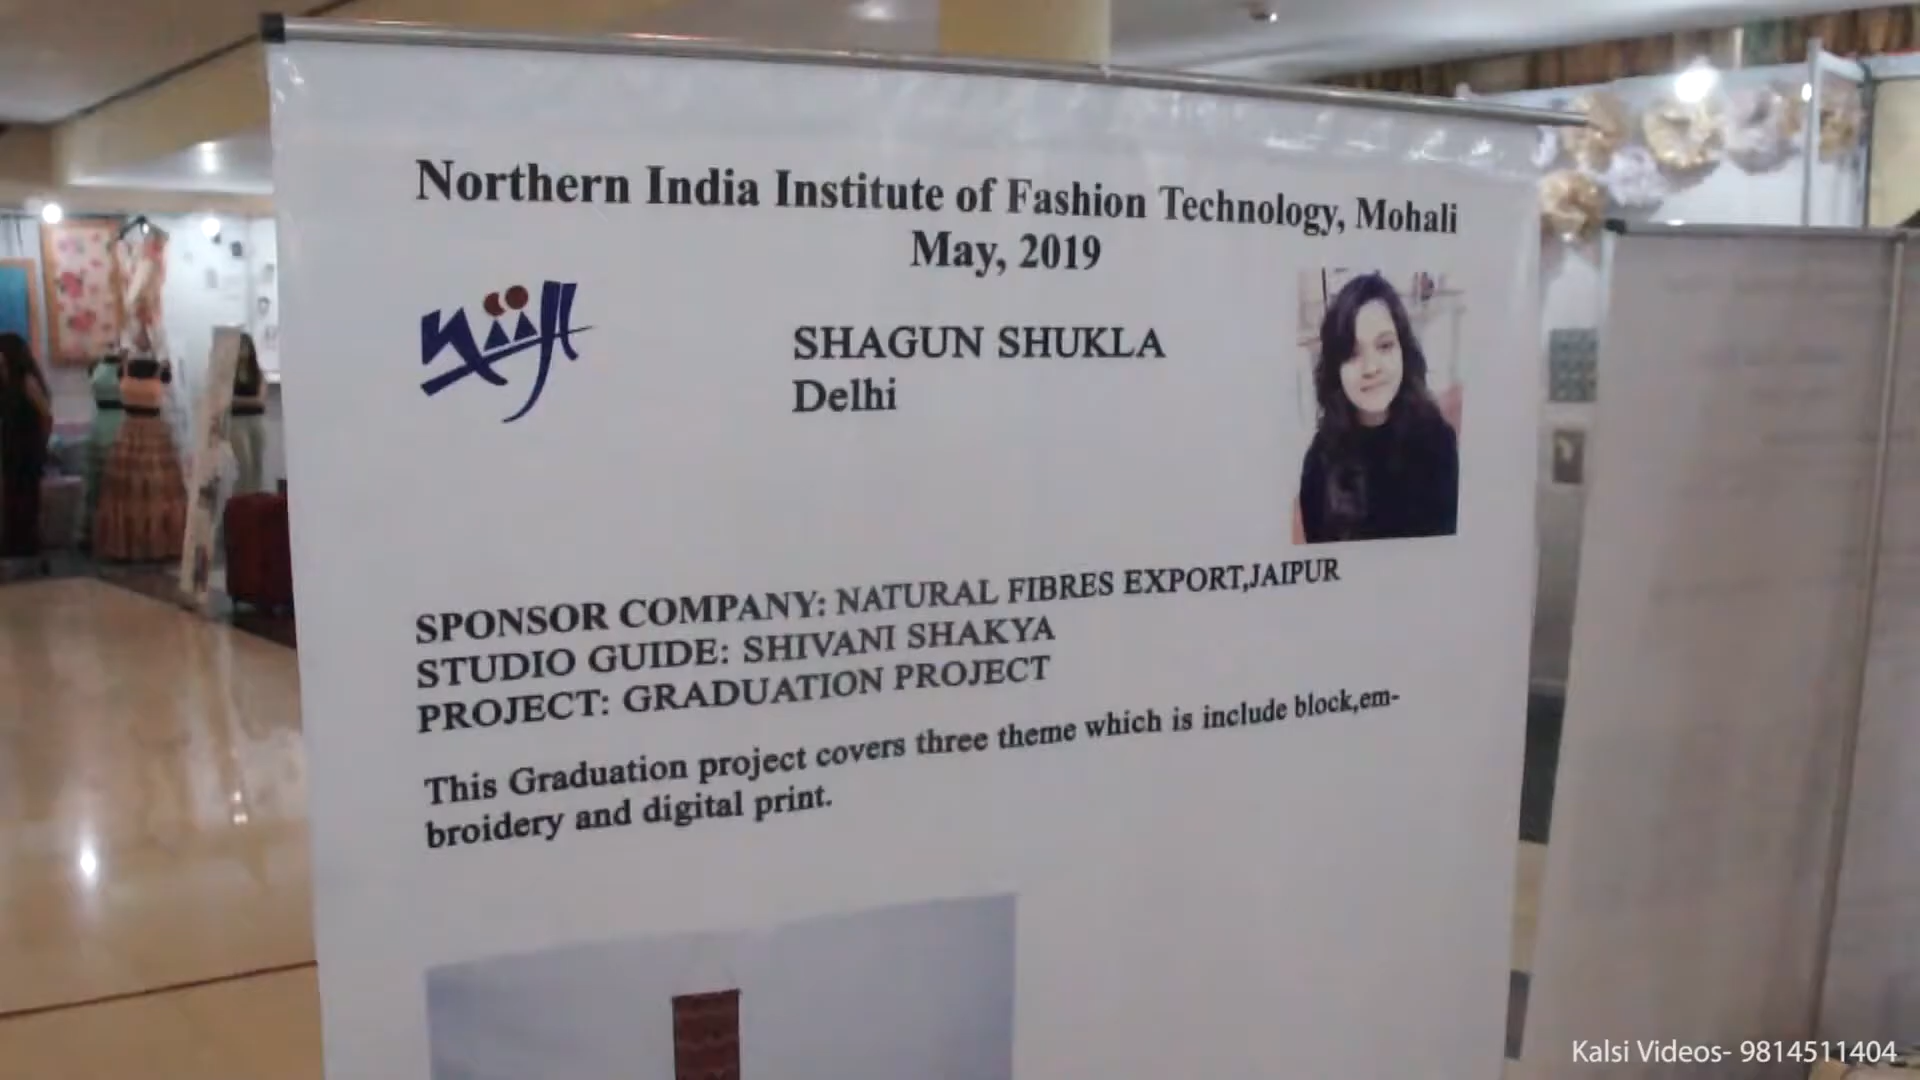 Northern India Institute of Fashion Technology, Mohali
May, 2019
niift
SHAGUN SHUKLA
Delhi
SPONSOR COMPANY: NATURAL FIBRES EXPORT,JAIPUR
STUDIO GUIDE: SHIVANI SHAKYA
PROJECT: GRADUATION PROJECT
This Graduation project covers three theme which is include block,em-
broidery and digital print.
Kalsi Videos- 9814511404